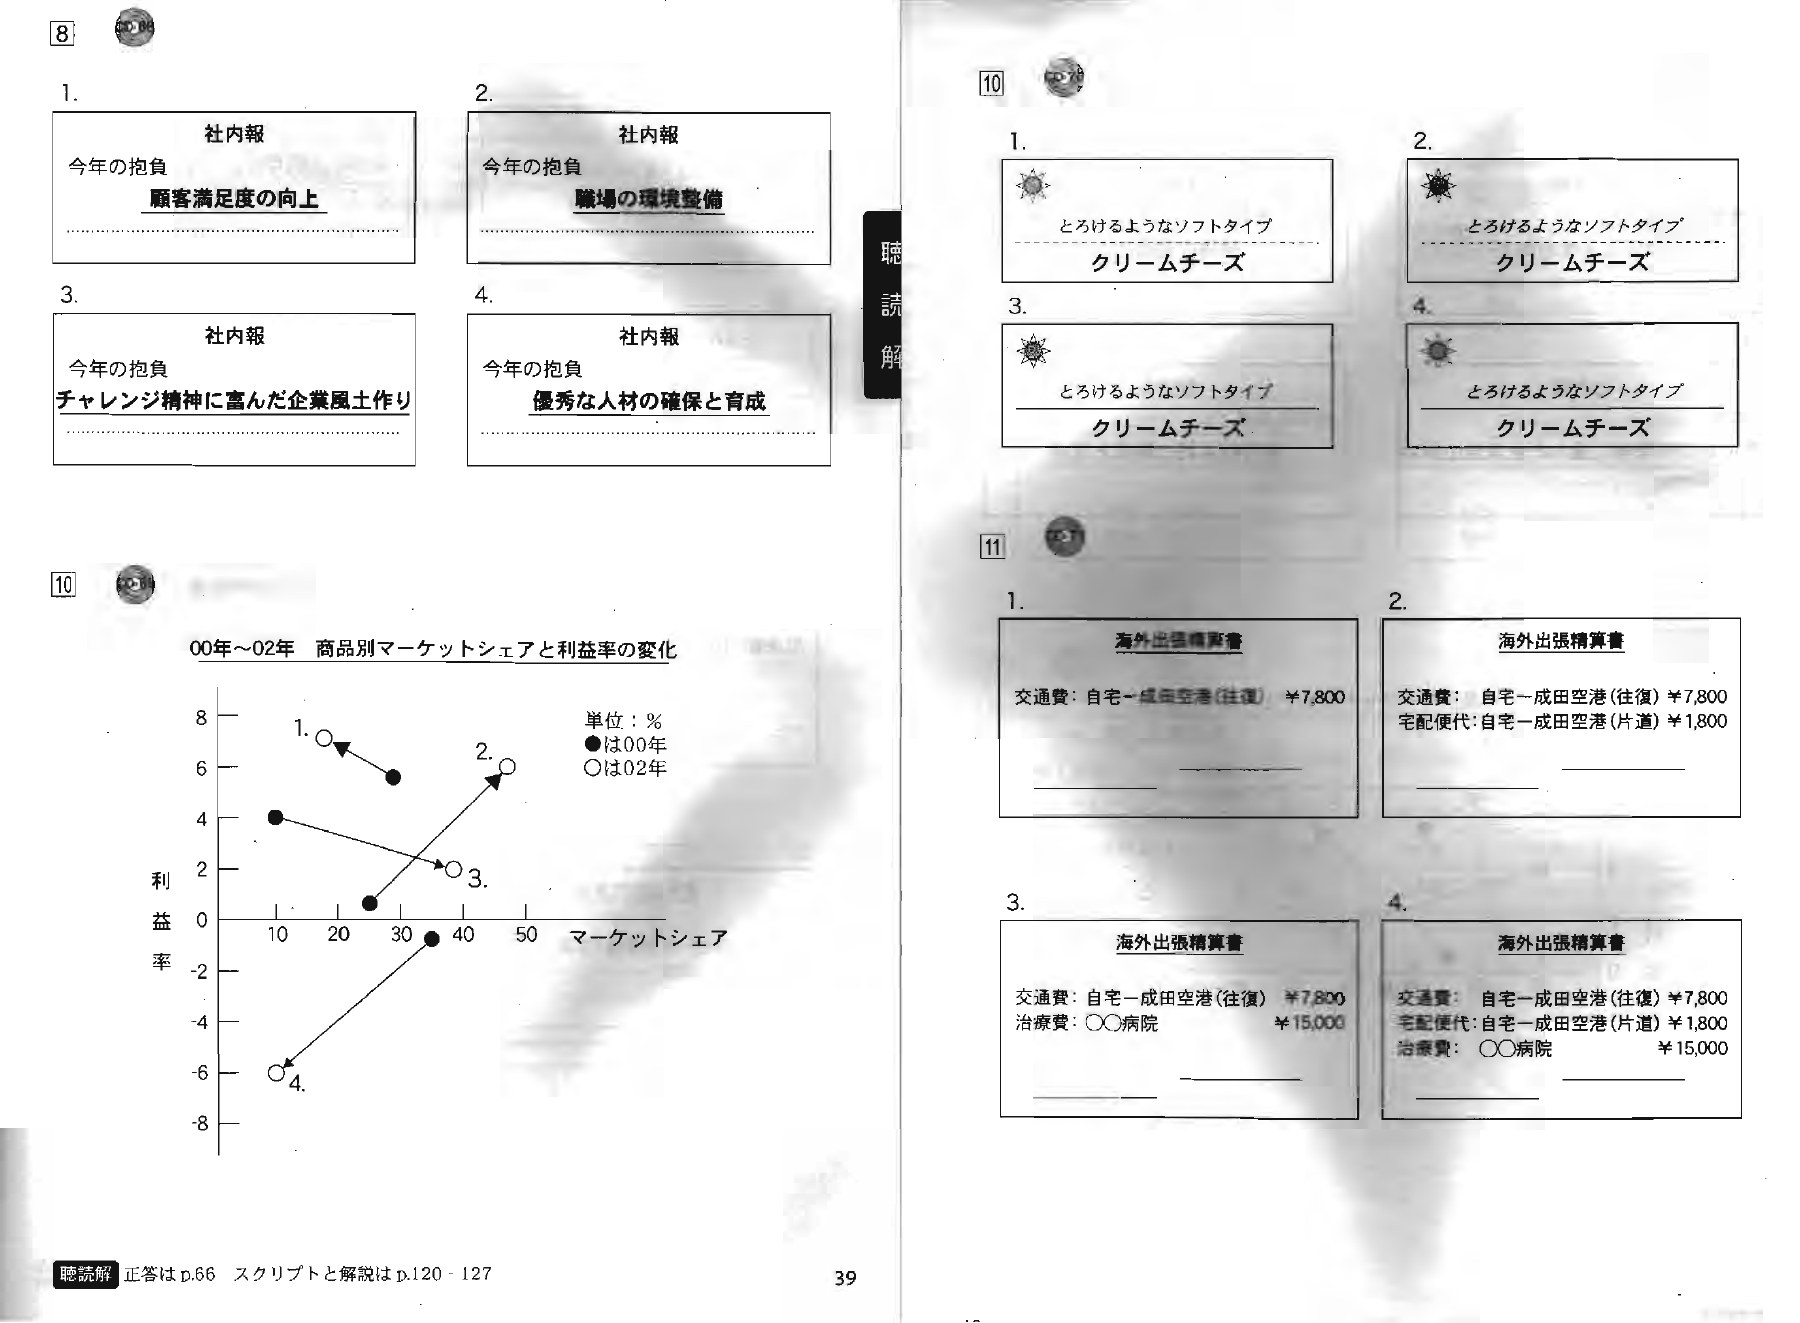 8
1.
社内報
今年の抱負
顧客満足度の向上
2.
社内報
今年の抱負
職場の環境整備
3.
社内報
今年の抱負
チャレンジ精神に富んだ企業風土作り
4.
社内報
今年の抱負
優秀な人材の確保と育成
10
00年〜02年　商品別マーケットシェアと利益率の変化
単位：%
●は00年
○は02年
1.
2.
3.
4.
8
6
4
2
0
-2
-4
-6
-8
利益率
10 20 30 40 50 マーケットシェア
聴読解 正答はp.66　スクリプトと解説はp.120 - 127
39
聴読解
10
1.
とろけるようなソフトタイプ
クリームチーズ
2.
とろけるようなソフトタイプ
クリームチーズ
3.
とろけるようなソフトタイプ
クリームチーズ
4.
とろけるようなソフトタイプ
クリームチーズ
11
1.
海外出張精算書
交通費：自宅ー成田空港（往復）￥7,800
2.
海外出張精算書
交通費：自宅ー成田空港（往復）￥7,800
宅配便代：自宅ー成田空港（片道）￥1,800
3.
海外出張精算書
交通費：自宅ー成田空港（往復）￥7,800
治療費：○○病院 ￥15,000
4.
海外出張精算書
交通費：自宅ー成田空港（往復）￥7,800
宅配便代：自宅ー成田空港（片道）￥1,800
治療費：○○病院 ￥15,000